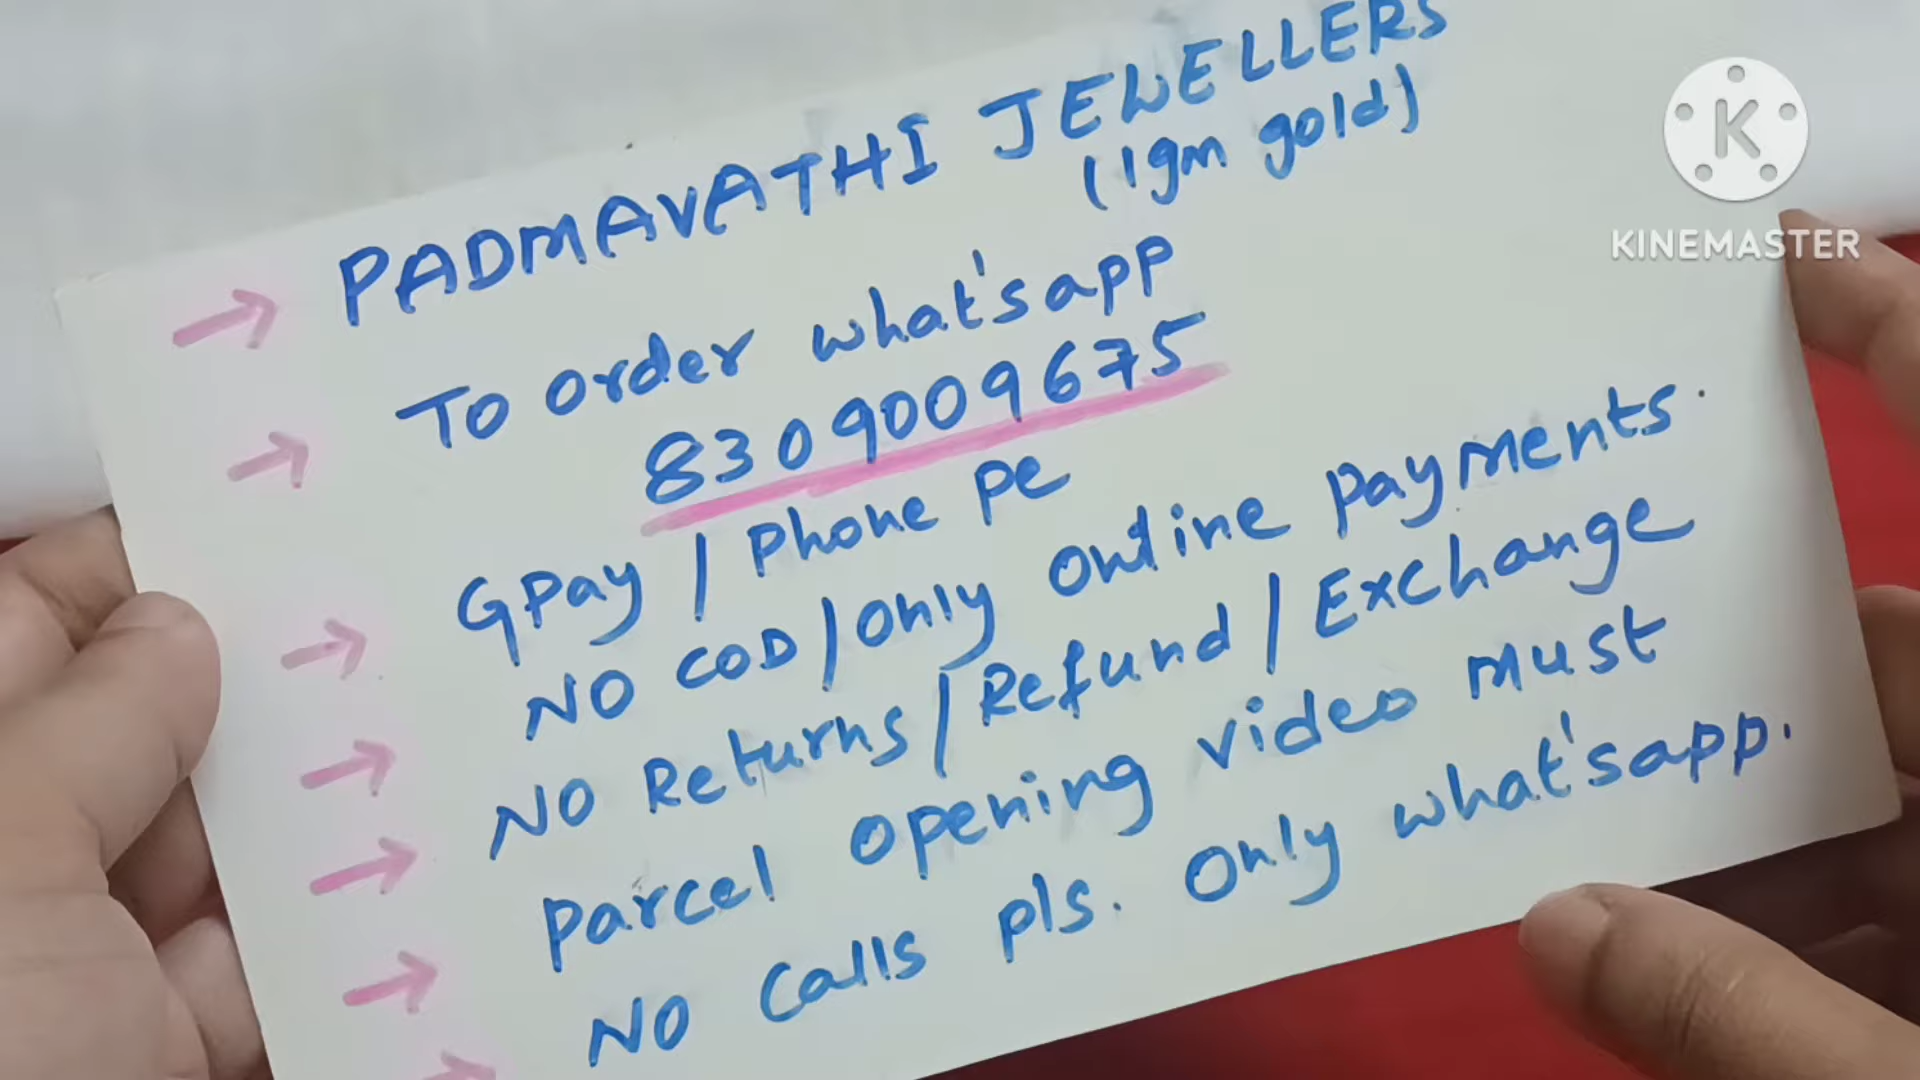 PADMAVATHI JEWELLERS
(1gm gold)
To order what'sapp
8309009675
GPay / Phone Pe
NO COD / only online payments.
NO Returns / Refund / Exchange
Parcel opening video must
NO calls pls. only what'sapp.
K
KINEMASTER